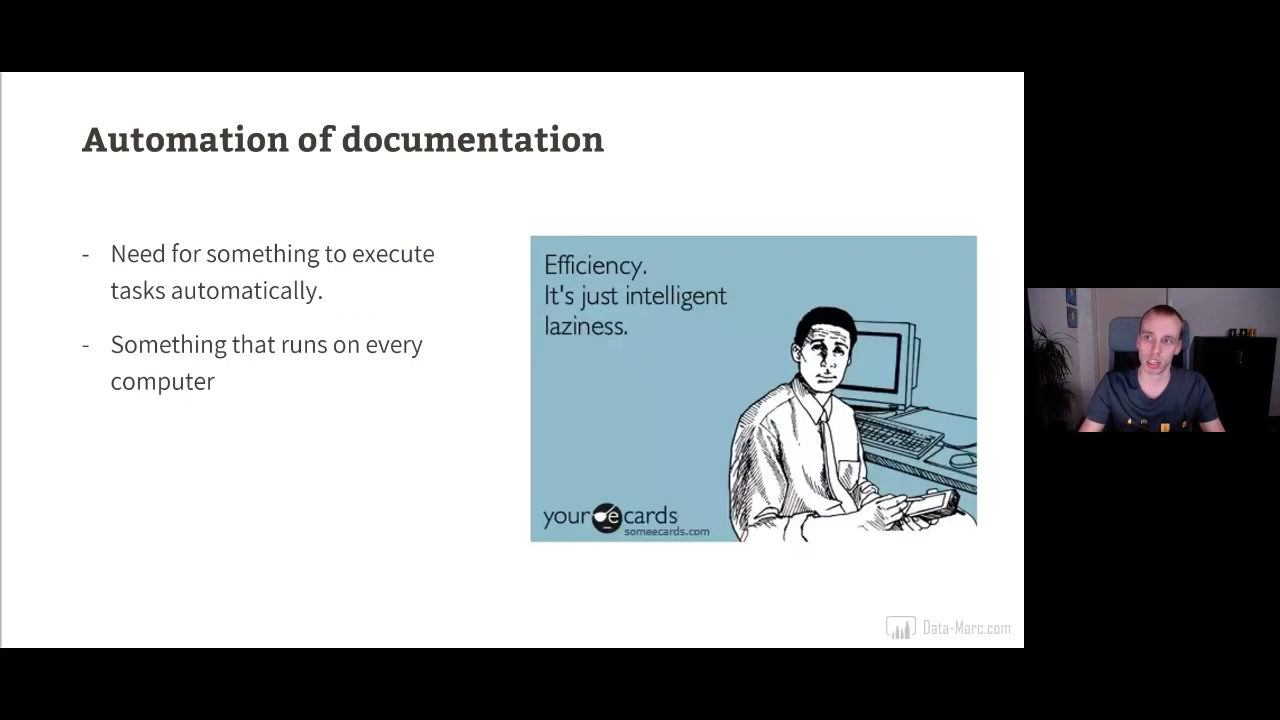 Automation of documentation
- Need for something to execute
tasks automatically.
- Something that runs on every
computer
Efficiency.
It's just intelligent
laziness.
your e cards
someecards.com
Data-Marc.com